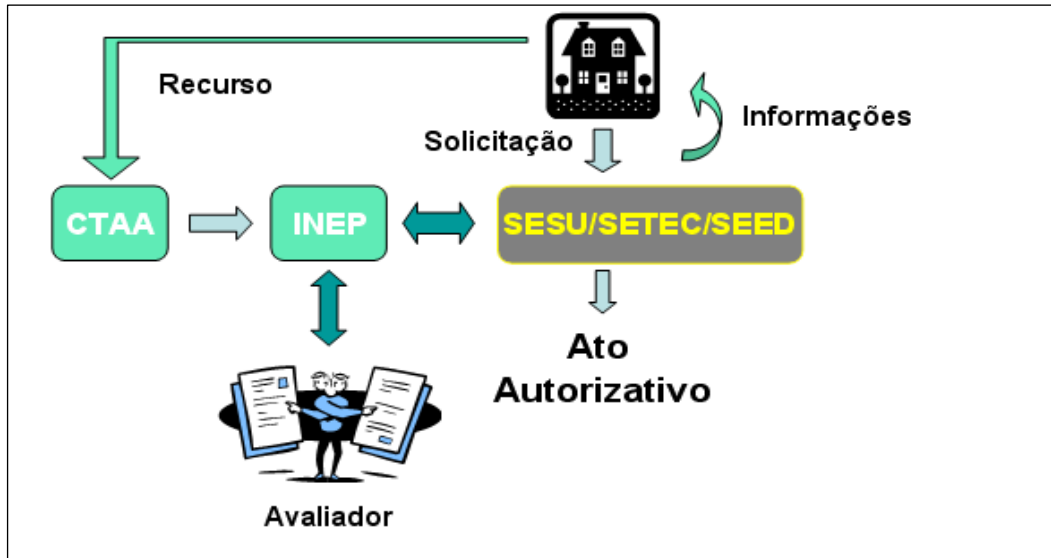 Recurso
Informações
Solicitação
CTAA
INEP
SESU/SETEC/SEED
Ato
Autorizativo
Avaliador